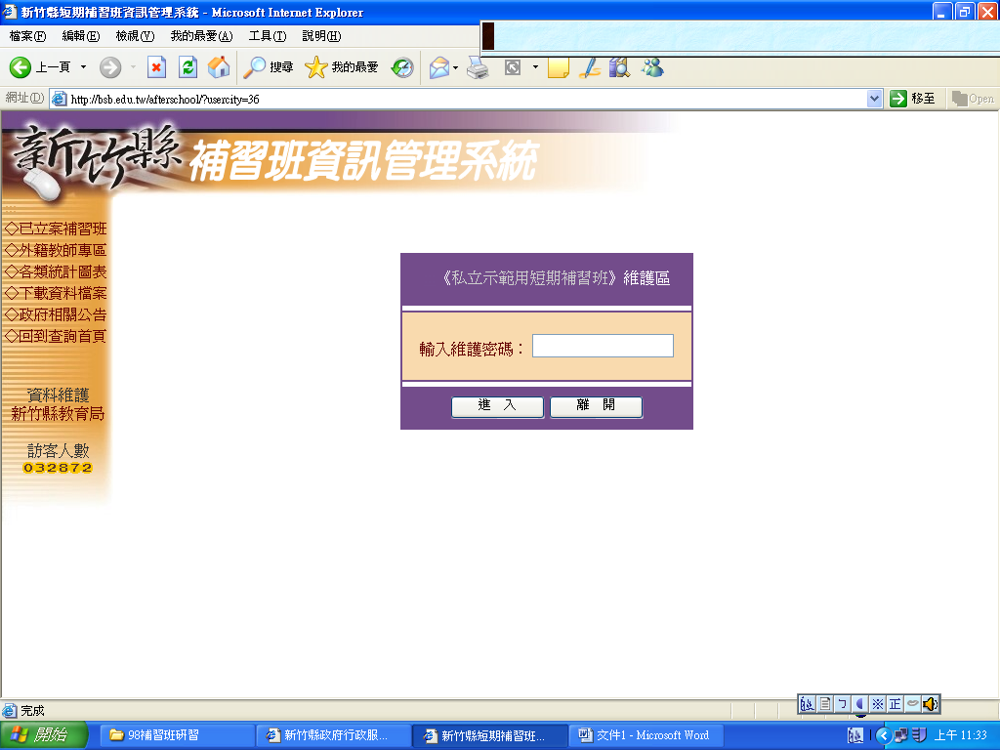 新竹縣短期補習班資訊管理系統 - Microsoft Internet Explorer
檔案(F) 編輯(E) 檢視(V) 我的最愛(A) 工具(T) 說明(H)
上一頁 搜尋 我的最愛
網址(D) http://bsb.edu.tw/afterschool/?usercity=36 移至 Open
新竹縣 補習班資訊管理系統
◇已立案補習班
◇外籍教師專區
◇各類統計圖表
◇下載資料檔案
◇政府相關公告
◇回到查詢首頁
資料維護
新竹縣教育局
訪客人數
032872
《私立示範用短期補習班》維護區
輸入維護密碼：
進 入 離 開
完成
ㄅ ※ 正
開始 98補習班研習 新竹縣政府行政服... 新竹縣短期補習班... 文件1 - Microsoft Word 上午 11:33